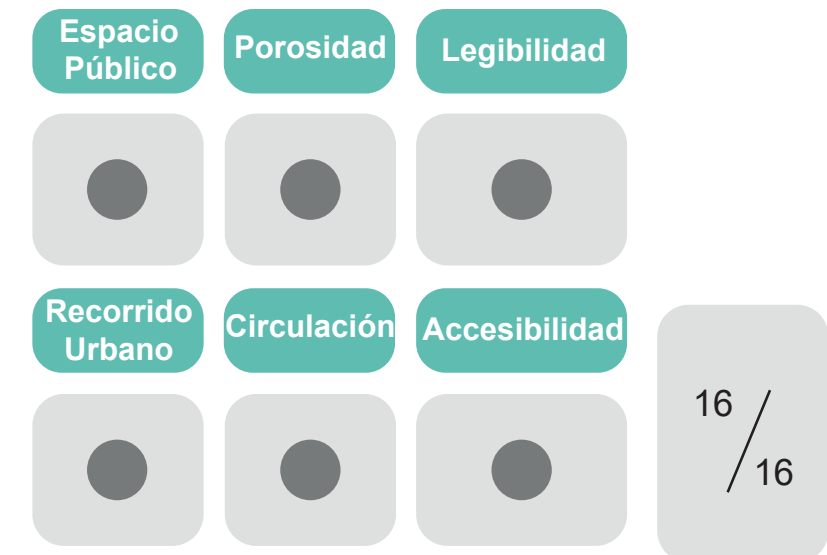 Espacio
Público
Porosidad
Legibilidad
Recorrido
Urbano
Circulación
Accesibilidad
16
16